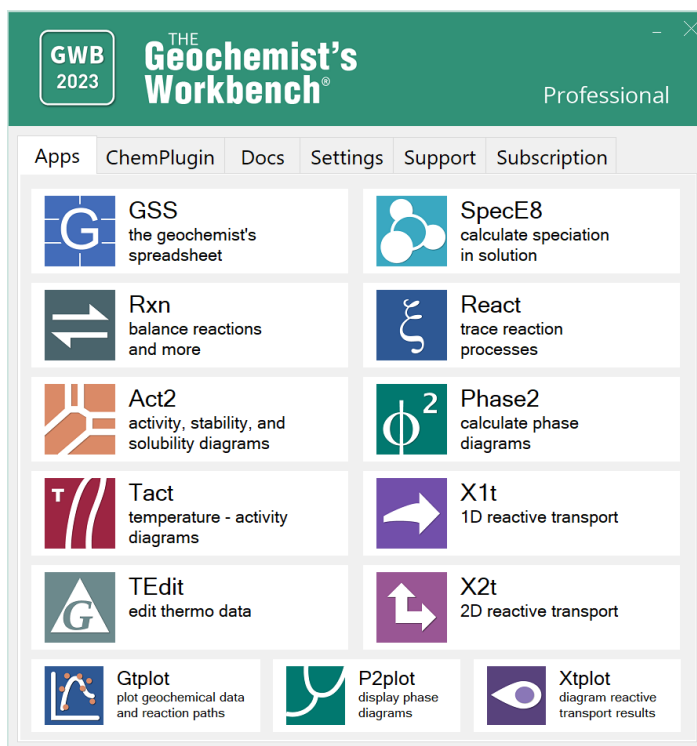 GWB
2023
THE
Geochemist's
Workbench®
Professional
Apps
ChemPlugin
Docs
Settings
Support
Subscription
G
GSS
the geochemist's
spreadsheet
SpecE8
calculate speciation
in solution
Rxn
balance reactions
and more
ξ
React
trace reaction
processes
Act2
activity, stability, and
solubility diagrams
ϕ2
Phase2
calculate phase
diagrams
T
Tact
temperature - activity
diagrams
X1t
1D reactive transport
G
TEdit
edit thermo data
X2t
2D reactive transport
Gtplot
plot geochemical data
and reaction paths
P2plot
display phase
diagrams
Xtplot
diagram reactive
transport results